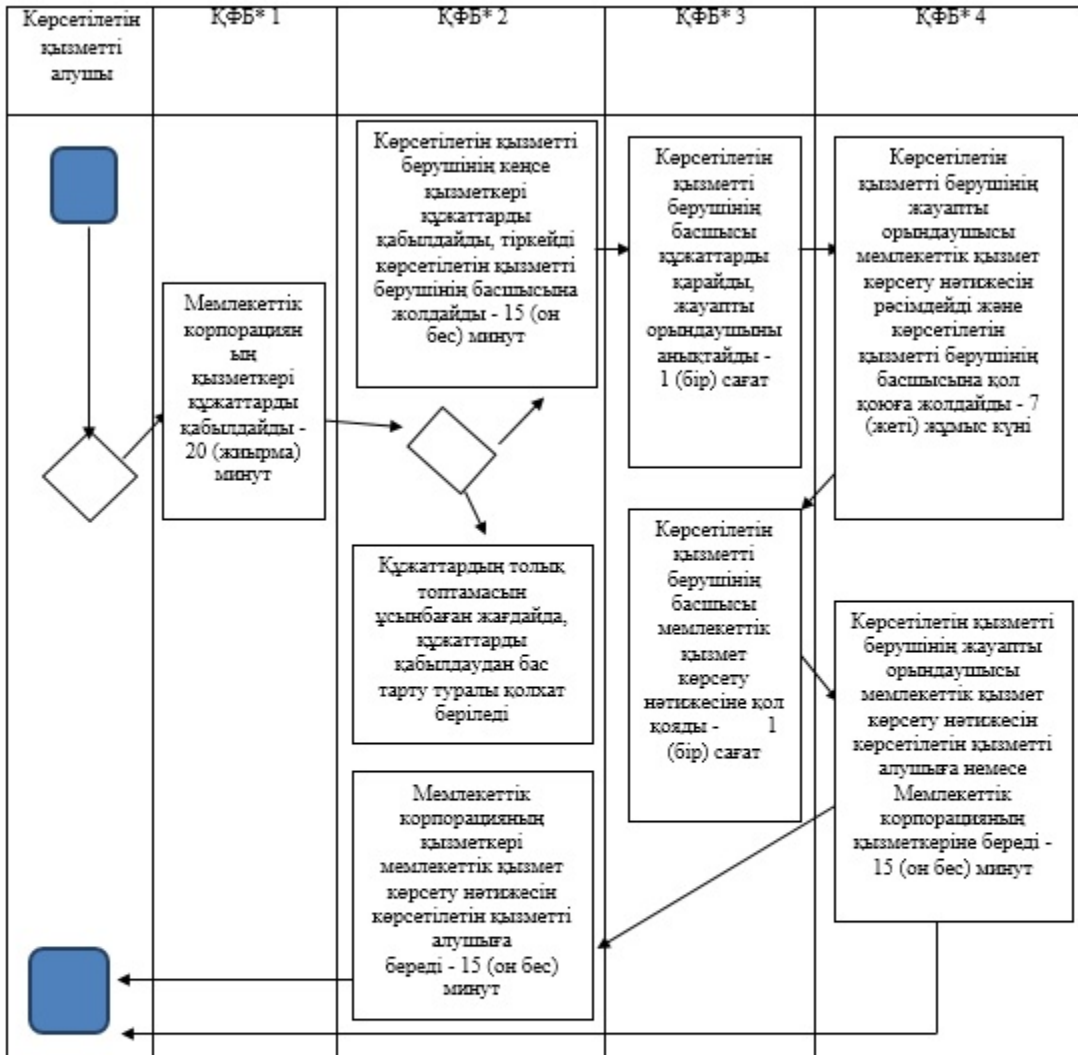 Көрсетілетін
қызметті
алушы
ҚФБ* 1
ҚФБ* 2
ҚФБ* 3
ҚФБ* 4
Мемлекеттік
корпорациян
ың
қызметкері
құжаттарды
қабылдайды -
20 (жиырма)
минут
Көрсетілетін қызметті
берушінің кеңсе
қызметкері
құжаттарды
қабылдайды, тіркейді
көрсетілетін қызметті
берушінің басшысына
жолдайды - 15 (он
бес) минут
Құжаттардың толық
топтамасын
ұсынбаған жағдайда,
құжаттарды
қабылдаудан бас
тарту туралы қолхат
беріледі
Мемлекеттік
корпорацияның
қызметкері
мемлекеттік қызмет
көрсету нәтижесін
көрсетілетін қызметті
алушыға
береді - 15 (он бес)
минут
Көрсетілетін
қызметті
берушінің
басшысы
құжаттарды
қарайды,
жауапты
орындаушыны
анықтайды -
1 (бір) сағат
Көрсетілетін
қызметті
берушінің
басшысы
мемлекеттік
қызмет
көрсету
нәтижесіне қол
қояды - 1
(бір) сағат
Көрсетілетін
қызметті берушінің
жауапты
орындаушысы
мемлекеттік қызмет
көрсету нәтижесін
рәсімдейді және
көрсетілетін
қызметті берушінің
басшысына қол
қоюға жолдайды - 7
(жеті) жұмыс күні
Көрсетілетін қызметті
берушінің жауапты
орындаушысы
мемлекеттік қызмет
көрсету нәтижесін
көрсетілетін қызметті
алушыға немесе
Мемлекеттік
корпорацияның
қызметкеріне береді -
15 (он бес) минут